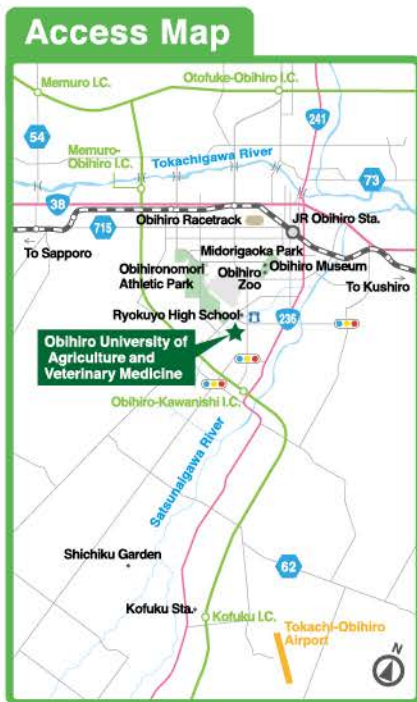 Access Map
Memuro I.C.
Otofuke-Obihiro I.C.
241
54
Memuro-
Obihiro I.C.
Tokachigawa River
73
38
Obihiro Racetrack
JR Obihiro Sta.
715
To Sapporo
Midorigaoka Park
Obihironomori
Athletic Park
Obihiro
Zoo
Obihiro Museum
To Kushiro
Ryokuyo High School
236
Obihiro University of
Agriculture and
Veterinary Medicine
Obihiro-Kawanishi I.C.
Satsunaigawa River
Shichiku Garden
62
Kofuku Sta.
Kofuku I.C.
Tokachi-Obihiro
Airport
N